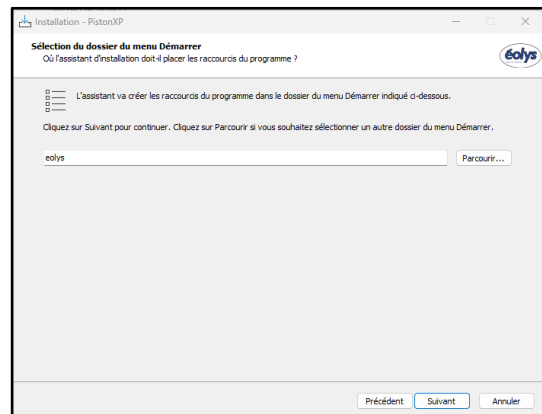 Installation - PistonXP
Sélection du dossier du menu Démarrer
Où l'assistant d'installation doit-il placer les raccourcis du programme ?
éolys
L'assistant va créer les raccourcis du programme dans le dossier du menu Démarrer indiqué ci-dessous.
Cliquez sur Suivant pour continuer. Cliquez sur Parcourir si vous souhaitez sélectionner un autre dossier du menu Démarrer.
eolys
Parcourir...
Précédent Suivant Annuler